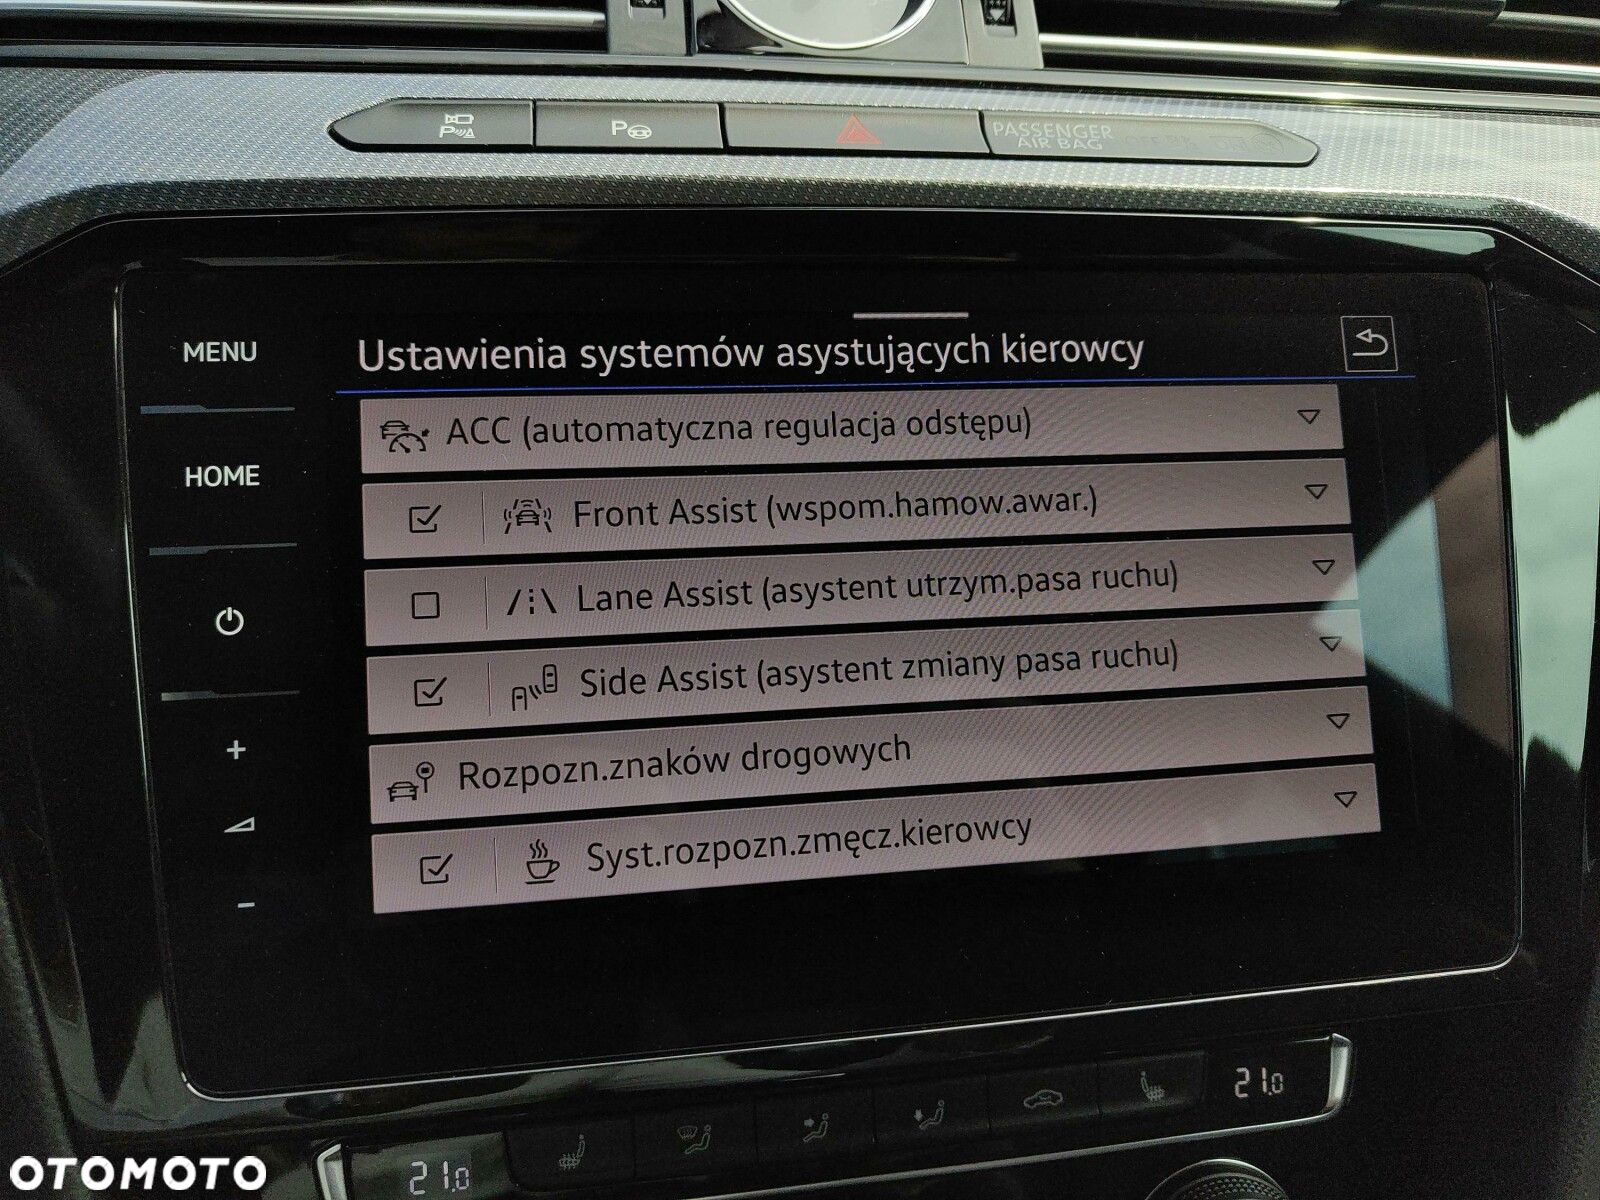 P
PASSENGER
AIR BAG
MENU
Ustawienia systemów asystujących kierowcy
HOME
ACC (automatyczna regulacja odstępu)
Front Assist (wspom.hamow.awar.)
Lane Assist (asystent utrzym.pasa ruchu)
Side Assist (asystent zmiany pasa ruchu)
Rozpozn.znaków drogowych
Syst.rozpozn.zmęcz.kierowcy
+
-
21.0
21.0
OTOMOTO